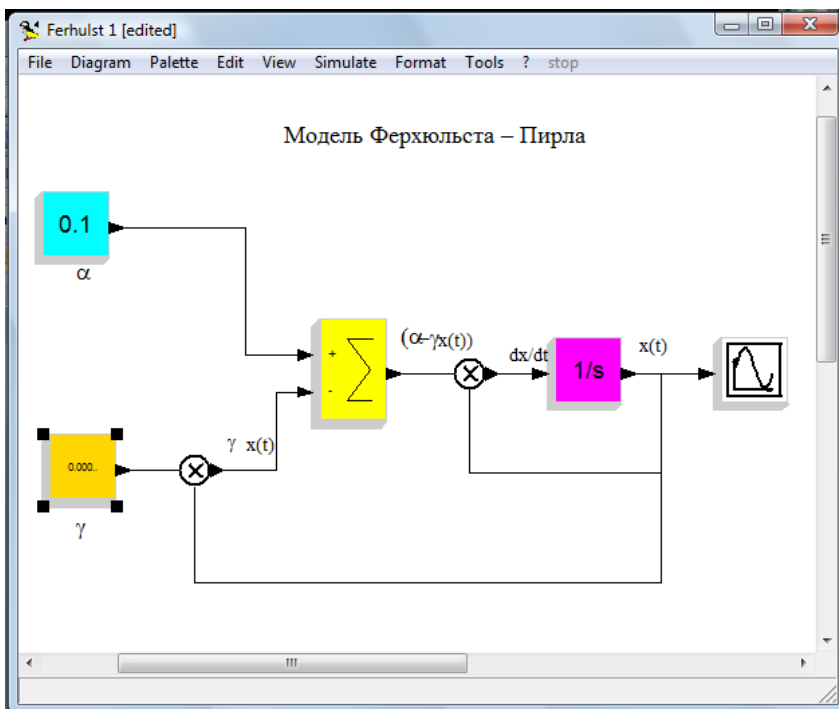 Ferhulst 1 [edited]
File Diagram Palette Edit View Simulate Format Tools ? stop
Модель Ферхюльста – Пирла
0.1
α
+
-
(α-γx(t))
dx/dt
1/s
x(t)
0.000..
γ x(t)
γ